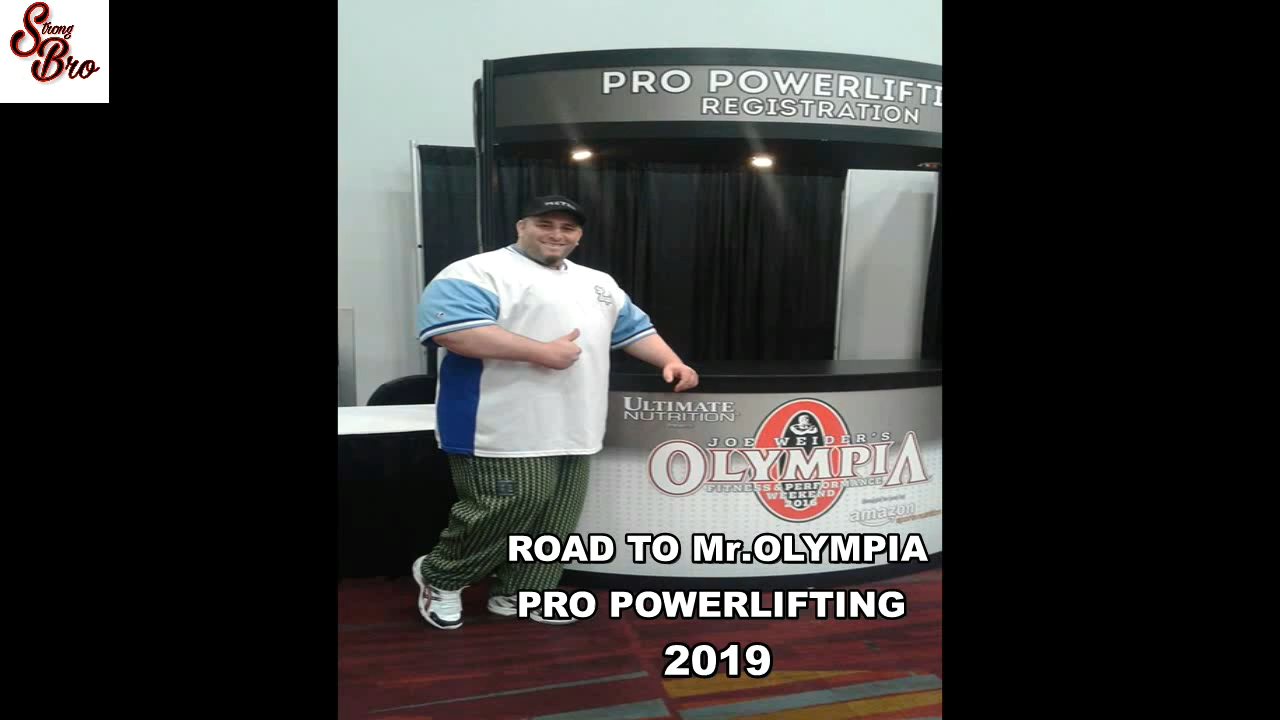 Strong
Bro
PRO POWERLIFTI
REGISTRATION
ULTIMATE
NUTRITION
JOE WEIDER'S
OLYMPIA
FITNESS & PERFORMANCE
WEEKEND
2016
amazon
ROAD TO Mr.OLYMPIA
PRO POWERLIFTING
2019